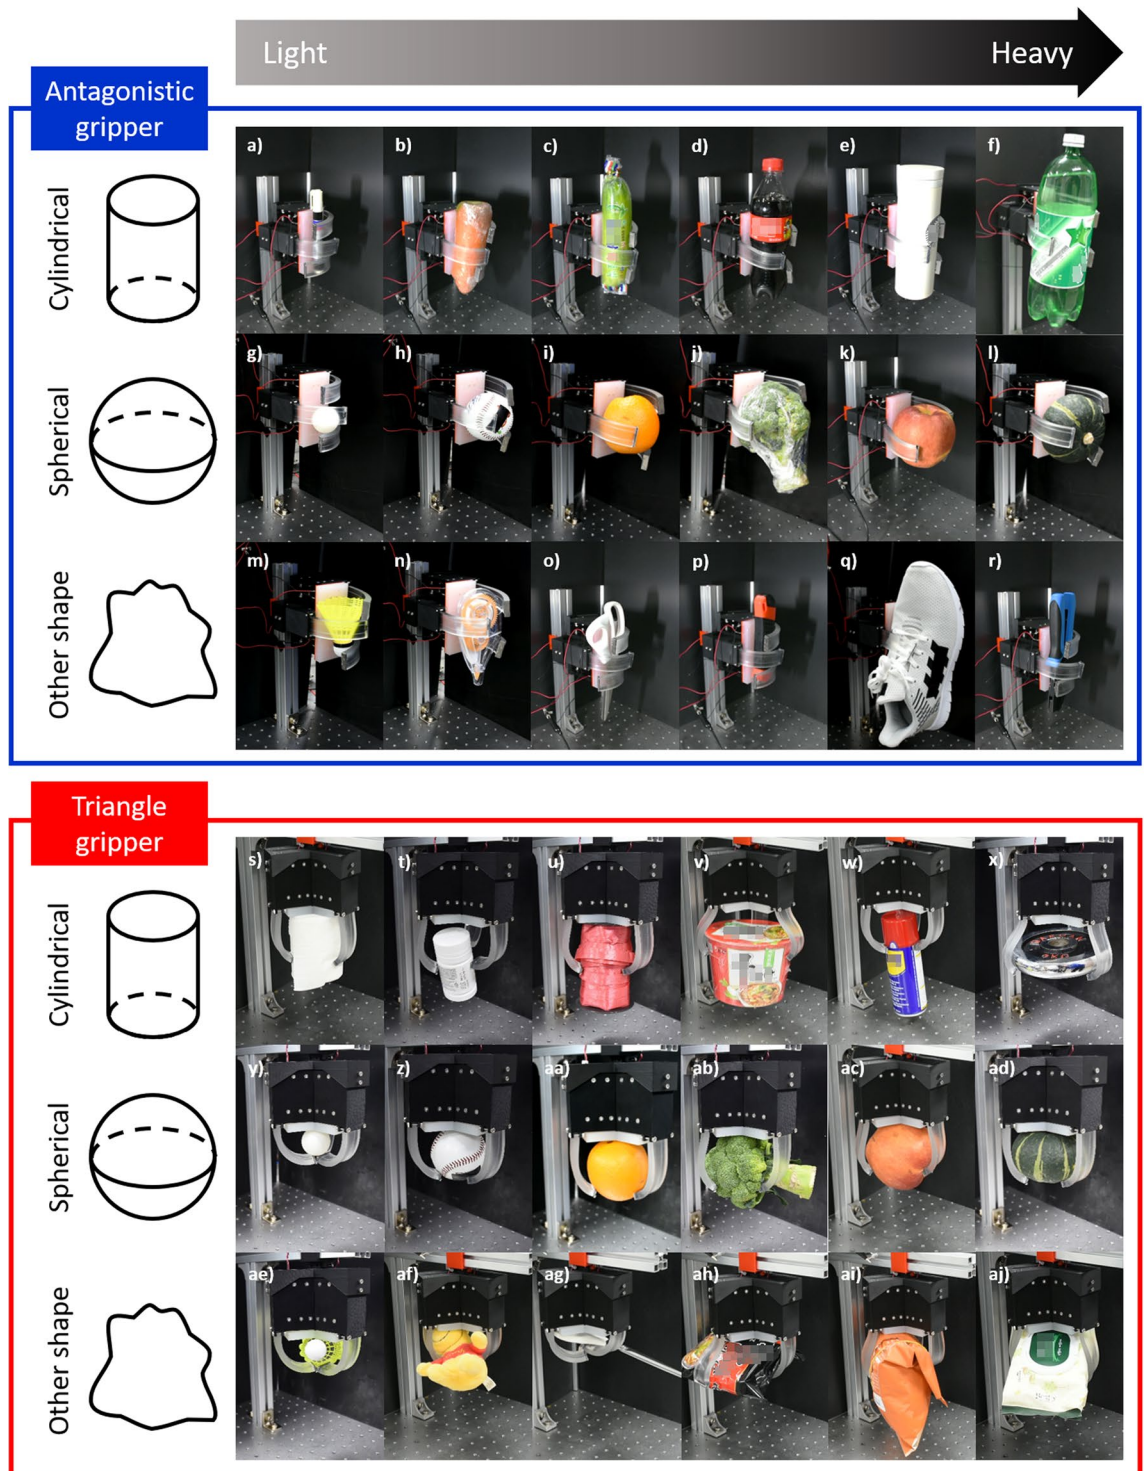 Light
Heavy
Antagonistic
gripper
Cylindrical
a)
b)
c)
d)
e)
f)
Spherical
g)
h)
i)
j)
k)
l)
Other shape
m)
n)
o)
p)
q)
r)
Triangle
gripper
Cylindrical
s)
t)
u)
v)
w)
x)
Spherical
y)
z)
aa)
ab)
ac)
ad)
Other shape
ae)
af)
ag)
ah)
ai)
aj)